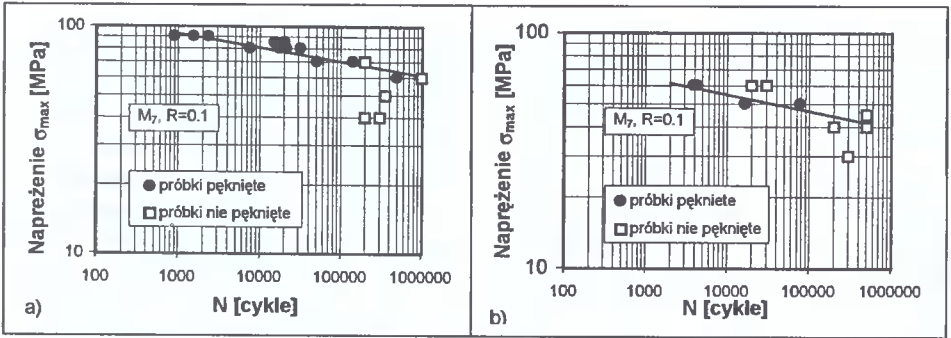 100
Naprężenie σmax [MPa]
M7, R=0.1
● próbki pęknięte
□ próbki nie pęknięte
10
100 1000 10000 100000 1000000
N [cykle]
a)
100
Naprężenie σmax [MPa]
M7, R=0.1
● próbki pękniete
□ próbki nie pęknięte
10
100 1000 10000 100000 1000000
N [cykle]
b)